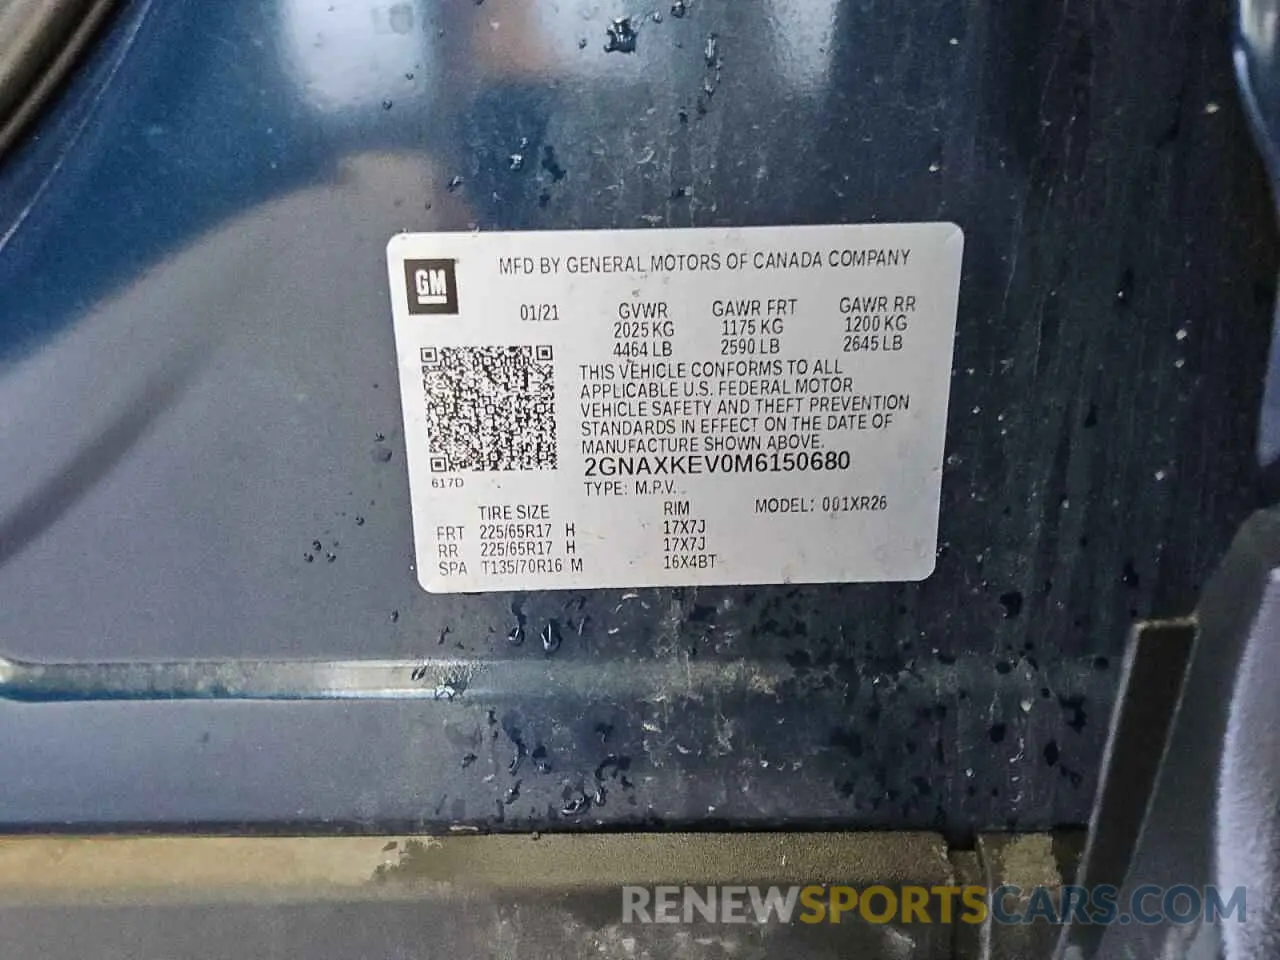 GM
MFD BY GENERAL MOTORS OF CANADA COMPANY
01/21 GVWR GAWR FRT GAWR RR
2025 KG 1175 KG 1200 KG
4464 LB 2590 LB 2645 LB
THIS VEHICLE CONFORMS TO ALL
APPLICABLE U.S. FEDERAL MOTOR
VEHICLE SAFETY AND THEFT PREVENTION
STANDARDS IN EFFECT ON THE DATE OF
MANUFACTURE SHOWN ABOVE.
2GNAXKEV0M6150680
617D
TYPE: M.P.V. MODEL: 001XR26
TIRE SIZE RIM
FRT 225/65R17 H 17X7J
RR 225/65R17 H 17X7J
SPA T135/70R16 M 16X4BT
RENEWSPORTSCARS.COM